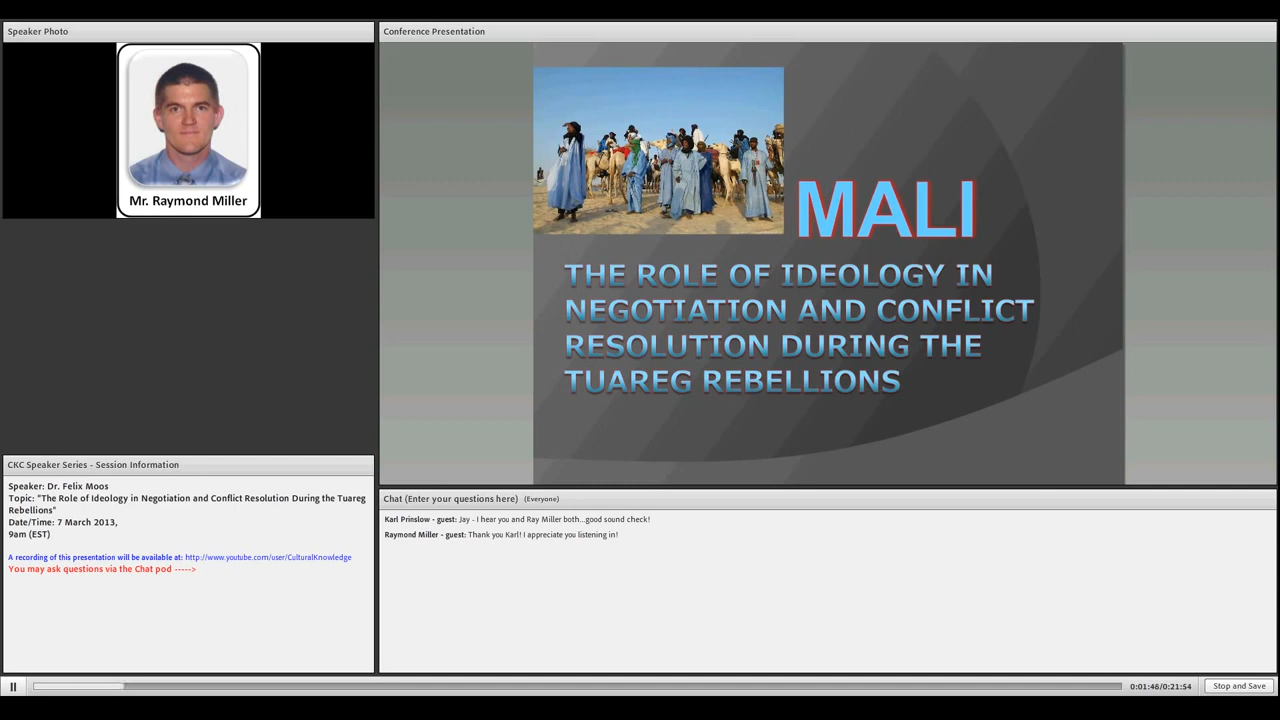 Speaker Photo
Mr. Raymond Miller
Conference Presentation
MALI
THE ROLE OF IDEOLOGY IN
NEGOTIATION AND CONFLICT
RESOLUTION DURING THE
TUAREG REBELLIONS
CKC Speaker Series - Session Information
Speaker: Dr. Felix Moos
Topic: "The Role of Ideology in Negotiation and Conflict Resolution During the Tuareg
Rebellions"
Date/Time: 7 March 2013,
9am (EST)
A recording of this presentation will be available at: http://www.youtube.com/user/CulturalKnowledge
You may ask questions via the Chat pod ----->
Chat (Enter your questions here) (Everyone)
Karl Prinslow - guest: Jay - I hear you and Ray Miller both...good sound check!
Raymond Miller - guest: Thank you Karl! I appreciate you listening in!
0:01:48/0:21:54
Stop and Save